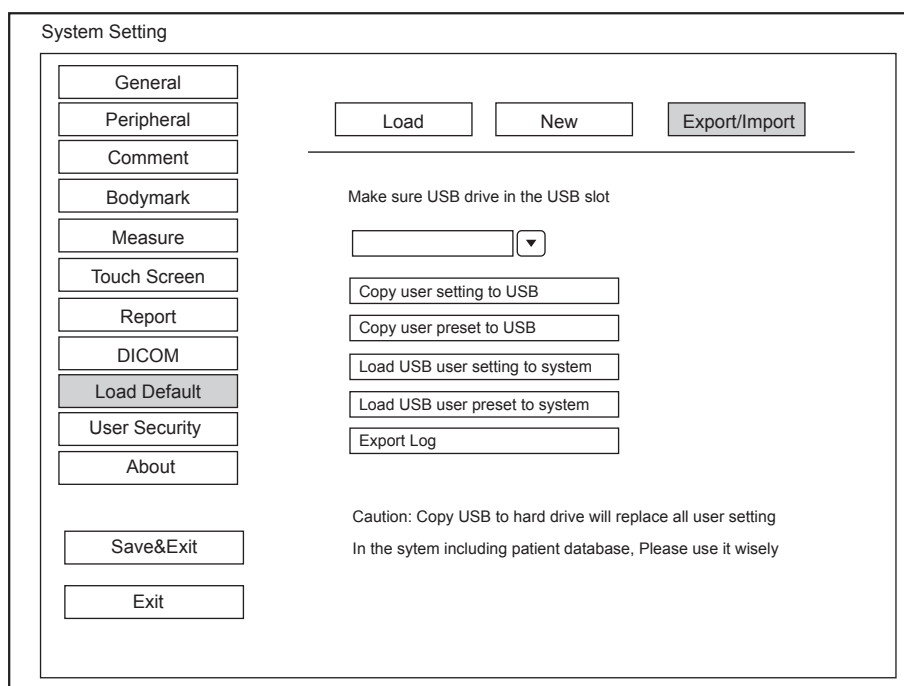 System Setting
General
Peripheral
Comment
Bodymark
Measure
Touch Screen
Report
DICOM
Load Default
User Security
About
Save&Exit
Exit
Load
New
Export/Import
Make sure USB drive in the USB slot
Copy user setting to USB
Copy user preset to USB
Load USB user setting to system
Load USB user preset to system
Export Log
Caution: Copy USB to hard drive will replace all user setting
In the sytem including patient database, Please use it wisely